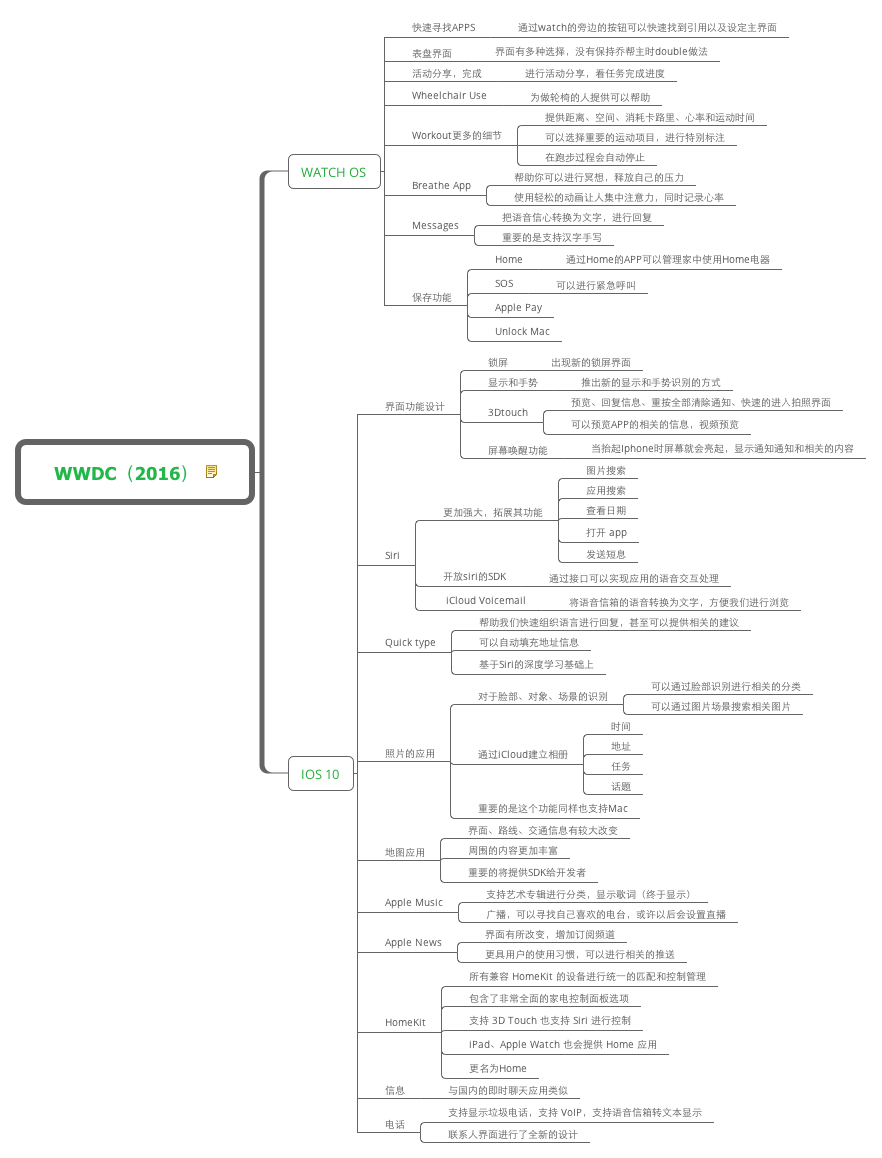 WWDC（2016）
WATCH OS
快速寻找APPS
通过watch的旁边的按钮可以快速找到引用以及设定主界面
表盘界面
界面有多种选择，没有保持乔帮主时double做法
活动分享，完成
进行活动分享，看任务完成进度
Wheelchair Use
为做轮椅的人提供可以帮助
Workout更多的细节
提供距离、空间、消耗卡路里、心率和运动时间
可以选择重要的运动项目，进行特别标注
在跑步过程会自动停止
Breathe App
帮助你可以进行冥想，释放自己的压力
使用轻松的动画让人集中注意力，同时记录心率
Messages
把语音信心转换为文字，进行回复
重要的是支持汉字手写
保存功能
Home
通过Home的APP可以管理家中使用Home电器
SOS
可以进行紧急呼叫
Apple Pay
Unlock Mac
IOS 10
界面功能设计
锁屏
出现新的锁屏界面
显示和手势
推出新的显示和手势识别的方式
3Dtouch
预览、回复信息、重按全部清除通知、快速的进入拍照界面
可以预览APP的相关的信息，视频预览
屏幕唤醒功能
当抬起Iphone时屏幕就会亮起，显示通知通知和相关的内容
Siri
更加强大，拓展其功能
图片搜索
应用搜索
查看日期
打开 app
发送短息
开放siri的SDK
通过接口可以实现应用的语音交互处理
iCloud Voicemail
将语音信箱的语音转换为文字，方便我们进行浏览
Quick type
帮助我们快速组织语言进行回复，甚至可以提供相关的建议
可以自动填充地址信息
基于Siri的深度学习基础上
照片的应用
对于脸部、对象、场景的识别
可以通过脸部识别进行相关的分类
可以通过图片场景搜索相关图片
通过iCloud建立相册
时间
地址
任务
话题
重要的是这个功能同样也支持Mac
地图应用
界面、路线、交通信息有较大改变
周围的内容更加丰富
重要的将提供SDK给开发者
Apple Music
支持艺术专辑进行分类，显示歌词（终于显示）
广播，可以寻找自己喜欢的电台，或许以后会设置直播
Apple News
界面有所改变，增加订阅频道
更具用户的使用习惯，可以进行相关的推送
HomeKit
所有兼容 HomeKit 的设备进行统一的匹配和控制管理
包含了非常全面的家电控制面板选项
支持 3D Touch 也支持 Siri 进行控制
iPad、Apple Watch 也会提供 Home 应用
更名为Home
信息
与国内的即时聊天应用类似
电话
支持显示垃圾电话，支持 VoIP，支持语音信箱转文本显示
联系人界面进行了全新的设计